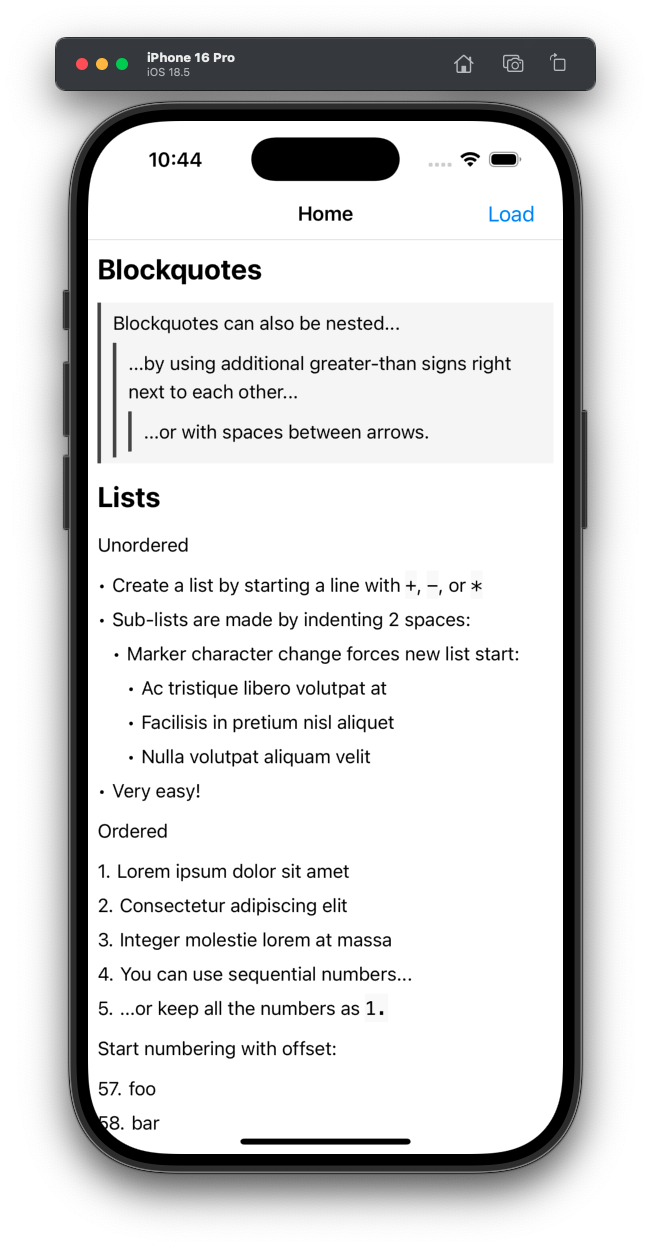 iPhone 16 Pro
iOS 18.5
10:44
Home
Load
Blockquotes
Blockquotes can also be nested...
...by using additional greater-than signs right
next to each other...
...or with spaces between arrows.
Lists
Unordered
• Create a list by starting a line with +, -, or *
• Sub-lists are made by indenting 2 spaces:
• Marker character change forces new list start:
• Ac tristique libero volutpat at
• Facilisis in pretium nisl aliquet
• Nulla volutpat aliquam velit
• Very easy!
Ordered
1. Lorem ipsum dolor sit amet
2. Consectetur adipiscing elit
3. Integer molestie lorem at massa
4. You can use sequential numbers...
5. ...or keep all the numbers as 1.
Start numbering with offset:
57. foo
58. bar